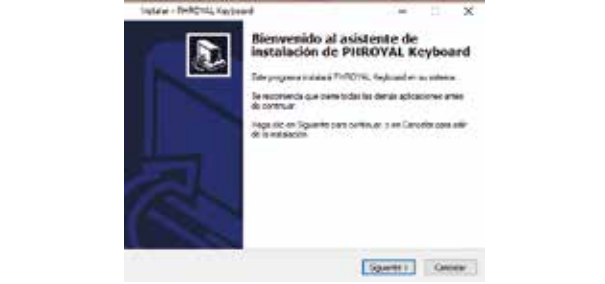 Instalar - PHROYAL Keyboard
Bienvenido al asistente de
instalación de PHROYAL Keyboard
Este programa instalará PHROYAL Keyboard en su sistema.
Se recomienda que cierre todas las demás aplicaciones antes
de continuar.
Haga clic en Siguiente para continuar, o en Cancelar para salir
de la instalación.
Siguiente >
Cancelar